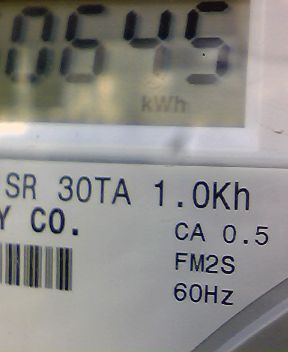 0645
kWh
SR 30TA 1.0Kh
Y CO.
CA 0.5
FM2S
60Hz